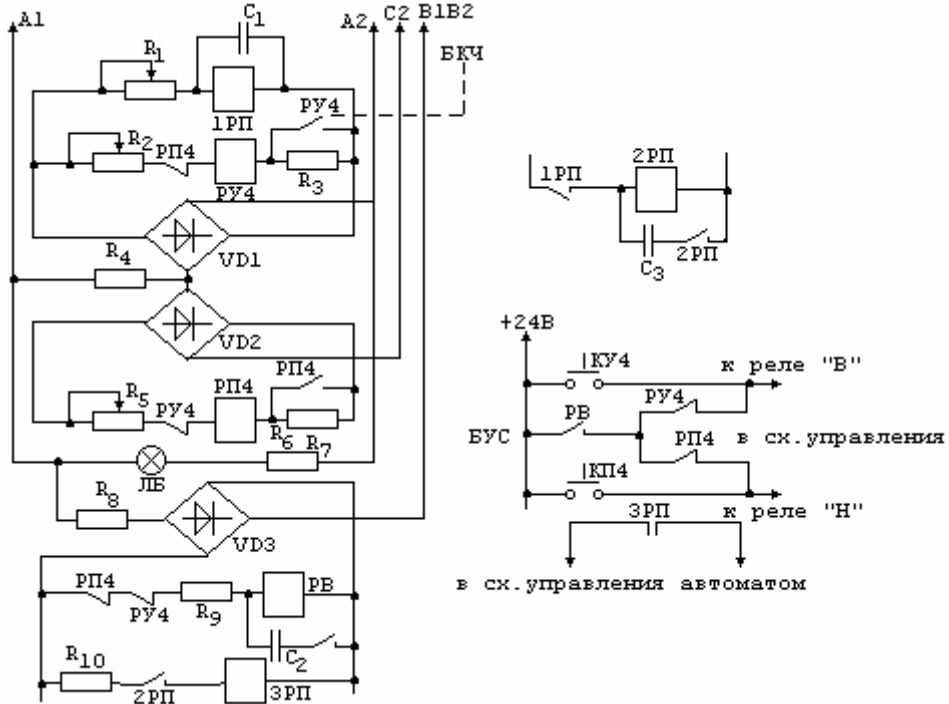 A1
C1
A2
C2
B1B2
БКЧ
R1
1РП
РУ4
R2
РП4
РУ4
R3
1РП
2РП
C3
2РП
R4
VD1
VD2
+24В
КУ4
к реле "В"
РУ4
РВ
БУС
в сх.управления
РП4
КП4
к реле "Н"
3РП
в сх.управления автоматом
R5
РУ4
РП4
РП4
R6
R7
ЛБ
R8
VD3
РП4
РУ4
R9
РВ
C2
R10
2РП
3РП